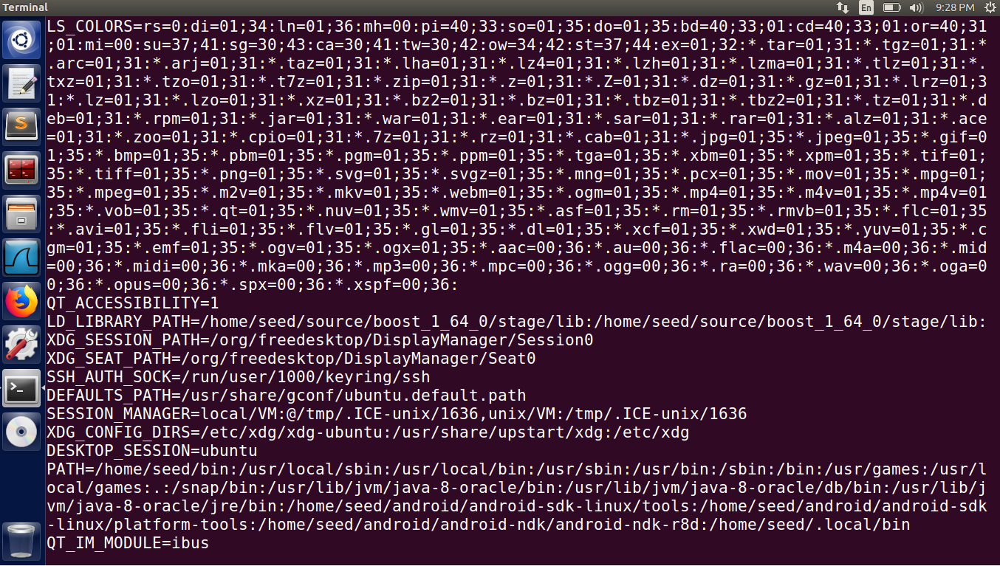 Terminal
En
9:28 PM
LS_COLORS=rs=0:di=01;34:ln=01;36:mh=00:pi=40;33:so=01;35:do=01;35:bd=40;33;01:cd=40;33;01:or=40;31
;01:mi=00:su=37;41:sg=30;43:ca=30;41:tw=30;42:ow=34;42:st=37;44:ex=01;32:*.tar=01;31:*.tgz=01;31:*
.arc=01;31:*.arj=01;31:*.taz=01;31:*.lha=01;31:*.lz4=01;31:*.lzh=01;31:*.lzma=01;31:*.tlz=01;31:*.
txz=01;31:*.tzo=01;31:*.t7z=01;31:*.zip=01;31:*.z=01;31:*.Z=01;31:*.dz=01;31:*.gz=01;31:*.lrz=01;3
1:*.lz=01;31:*.lzo=01;31:*.xz=01;31:*.bz2=01;31:*.bz=01;31:*.tbz=01;31:*.tbz2=01;31:*.tz=01;31:*.d
eb=01;31:*.rpm=01;31:*.jar=01;31:*.war=01;31:*.ear=01;31:*.sar=01;31:*.rar=01;31:*.alz=01;31:*.ace
=01;31:*.zoo=01;31:*.cpio=01;31:*.7z=01;31:*.rz=01;31:*.cab=01;31:*.jpg=01;35:*.jpeg=01;35:*.gif=0
1;35:*.bmp=01;35:*.pbm=01;35:*.pgm=01;35:*.ppm=01;35:*.tga=01;35:*.xbm=01;35:*.xpm=01;35:*.tif=01;
35:*.tiff=01;35:*.png=01;35:*.svg=01;35:*.svgz=01;35:*.mng=01;35:*.pcx=01;35:*.mov=01;35:*.mpg=01;
35:*.mpeg=01;35:*.m2v=01;35:*.mkv=01;35:*.webm=01;35:*.ogm=01;35:*.mp4=01;35:*.m4v=01;35:*.mp4v=01
;35:*.vob=01;35:*.qt=01;35:*.nuv=01;35:*.wmv=01;35:*.asf=01;35:*.rm=01;35:*.rmvb=01;35:*.flc=01;35
:*.avi=01;35:*.fli=01;35:*.flv=01;35:*.gl=01;35:*.dl=01;35:*.xcf=01;35:*.xwd=01;35:*.yuv=01;35:*.c
gm=01;35:*.emf=01;35:*.ogv=01;35:*.ogx=01;35:*.aac=00;36:*.au=00;36:*.flac=00;36:*.m4a=00;36:*.mid
=00;36:*.midi=00;36:*.mka=00;36:*.mp3=00;36:*.mpc=00;36:*.ogg=00;36:*.ra=00;36:*.wav=00;36:*.oga=0
0;36:*.opus=00;36:*.spx=00;36:*.xspf=00;36:
QT_ACCESSIBILITY=1
LD_LIBRARY_PATH=/home/seed/source/boost_1_64_0/stage/lib:/home/seed/source/boost_1_64_0/stage/lib:
XDG_SESSION_PATH=/org/freedesktop/DisplayManager/Session0
XDG_SEAT_PATH=/org/freedesktop/DisplayManager/Seat0
SSH_AUTH_SOCK=/run/user/1000/keyring/ssh
DEFAULTS_PATH=/usr/share/gconf/ubuntu.default.path
SESSION_MANAGER=local/VM:@/tmp/.ICE-unix/1636,unix/VM:/tmp/.ICE-unix/1636
XDG_CONFIG_DIRS=/etc/xdg/xdg-ubuntu:/usr/share/upstart/xdg:/etc/xdg
DESKTOP_SESSION=ubuntu
PATH=/home/seed/bin:/usr/local/sbin:/usr/local/bin:/usr/sbin:/usr/bin:/sbin:/bin:/usr/games:/usr/l
ocal/games:.:/snap/bin:/usr/lib/jvm/java-8-oracle/bin:/usr/lib/jvm/java-8-oracle/db/bin:/usr/lib/j
vm/java-8-oracle/jre/bin:/home/seed/android/android-sdk-linux/tools:/home/seed/android/android-sdk
-linux/platform-tools:/home/seed/android/android-ndk/android-ndk-r8d:/home/seed/.local/bin
QT_IM_MODULE=ibus